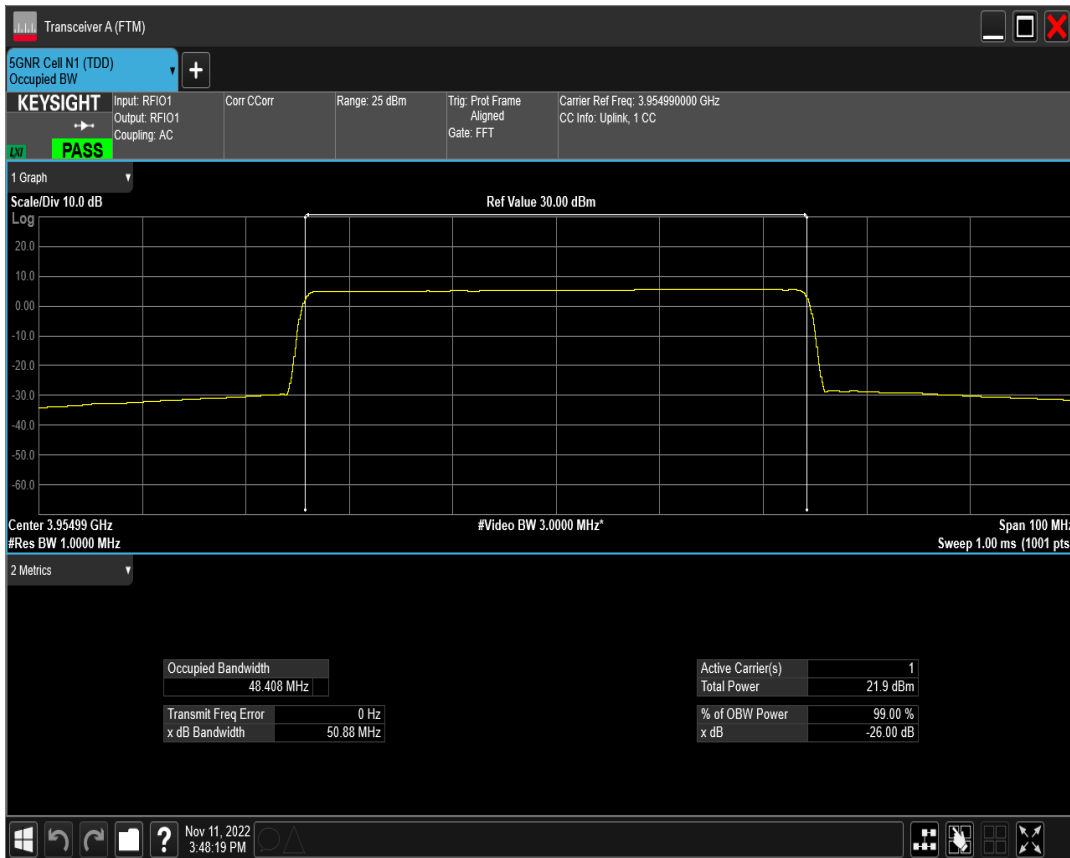 Transceiver A (FTM)
5GNR Cell N1 (TDD)
Occupied BW
+
KEYSIGHT
LXI
PASS
Input: RFIO1
Output: RFIO1
Coupling: AC
Corr CCorr
Range: 25 dBm
Trig: Prot Frame
Aligned
Gate: FFT
Carrier Ref Freq: 3.954990000 GHz
CC Info: Uplink, 1 CC
1 Graph
Scale/Div 10.0 dB
Ref Value 30.00 dBm
Log
20.0
10.0
0.00
-10.0
-20.0
-30.0
-40.0
-50.0
-60.0
Center 3.95499 GHz
#Video BW 3.0000 MHz*
Span 100 MHz
#Res BW 1.0000 MHz
Sweep 1.00 ms (1001 pts
2 Metrics
Occupied Bandwidth
48.408 MHz
Transmit Freq Error 0 Hz
x dB Bandwidth 50.88 MHz
Active Carrier(s) 1
Total Power 21.9 dBm
% of OBW Power 99.00 %
x dB -26.00 dB
?
Nov 11, 2022
3:48:19 PM